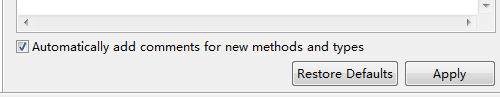 Automatically add comments for new methods and types
Restore Defaults Apply